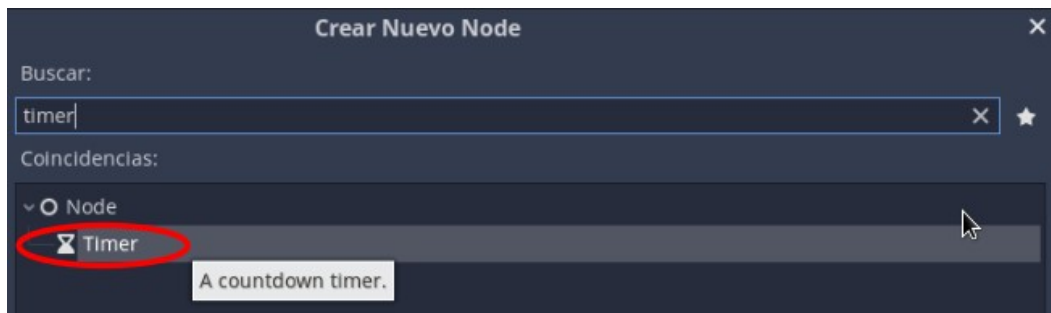 Crear Nuevo Node
Buscar:
timer
Coincidencias:
Node
Timer
A countdown timer.